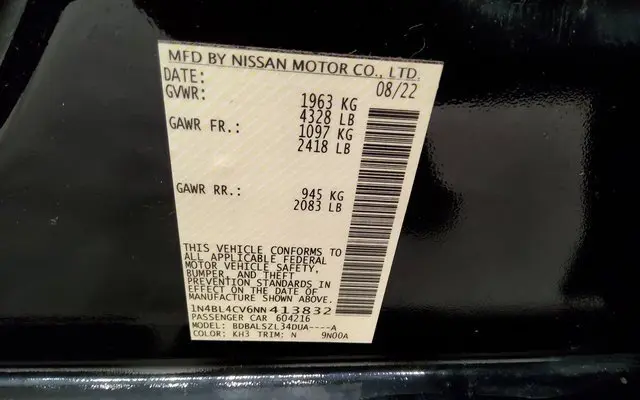 MFD BY NISSAN MOTOR CO., LTD.
DATE: 08/22
GVWR: 1963 KG
4328 LB
GAWR FR.: 1097 KG
2418 LB
GAWR RR.: 945 KG
2083 LB
THIS VEHICLE CONFORMS TO
ALL APPLICABLE FEDERAL
MOTOR VEHICLE SAFETY,
BUMPER, AND THEFT
PREVENTION STANDARDS IN
EFFECT ON THE DATE OF
MANUFACTURE SHOWN ABOVE.
1N4BL4CV6NN413832
PASSENGER CAR 604216
MODEL: BDBALSZL34DUA----A
COLOR: KH3 TRIM: N 9N00A